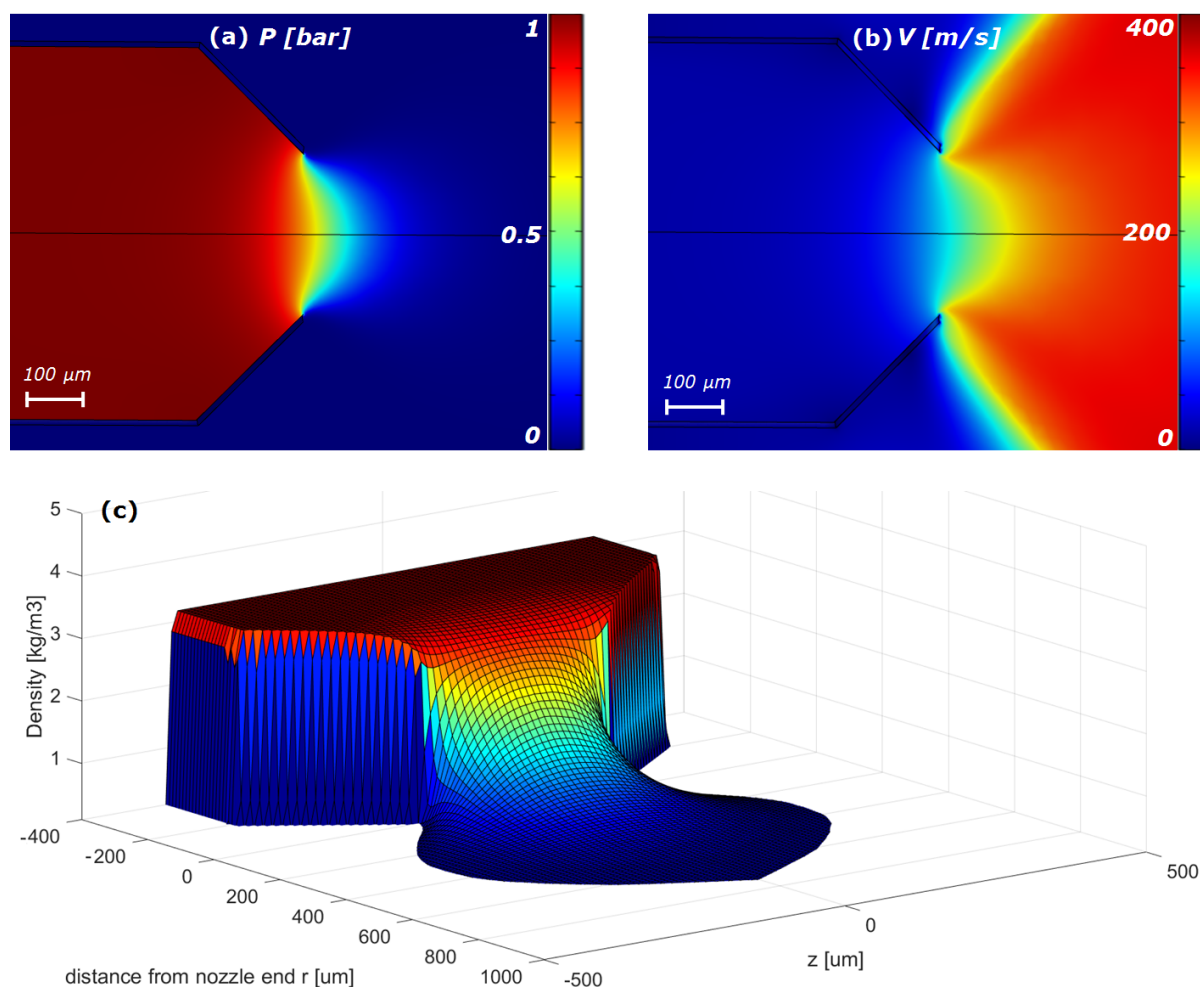 (a) P [bar]
1
0.5
0
100 μm
(b) V [m/s]
400
200
0
100 μm
(c)
5
4
3
2
1
Density [kg/m3]
-400
-200
0
200
400
600
800
1000
distance from nozzle end r [um]
-500
0
500
z [um]